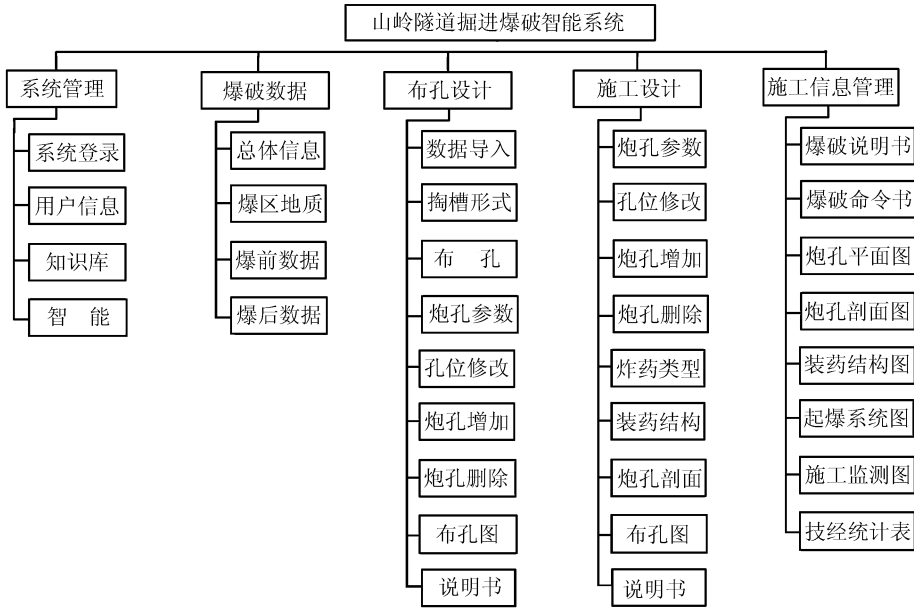 山岭隧道掘进爆破智能系统
系统管理
系统登录
用户信息
知识库
智 能
爆破数据
总体信息
爆区地质
爆前数据
爆后数据
布孔设计
数据导入
掏槽形式
布 孔
炮孔参数
孔位修改
炮孔增加
炮孔删除
布孔图
说明书
施工设计
炮孔参数
孔位修改
炮孔增加
炮孔删除
炸药类型
装药结构
炮孔剖面
布孔图
说明书
施工信息管理
爆破说明书
爆破命令书
炮孔平面图
炮孔剖面图
装药结构图
起爆系统图
施工监测图
技经统计表